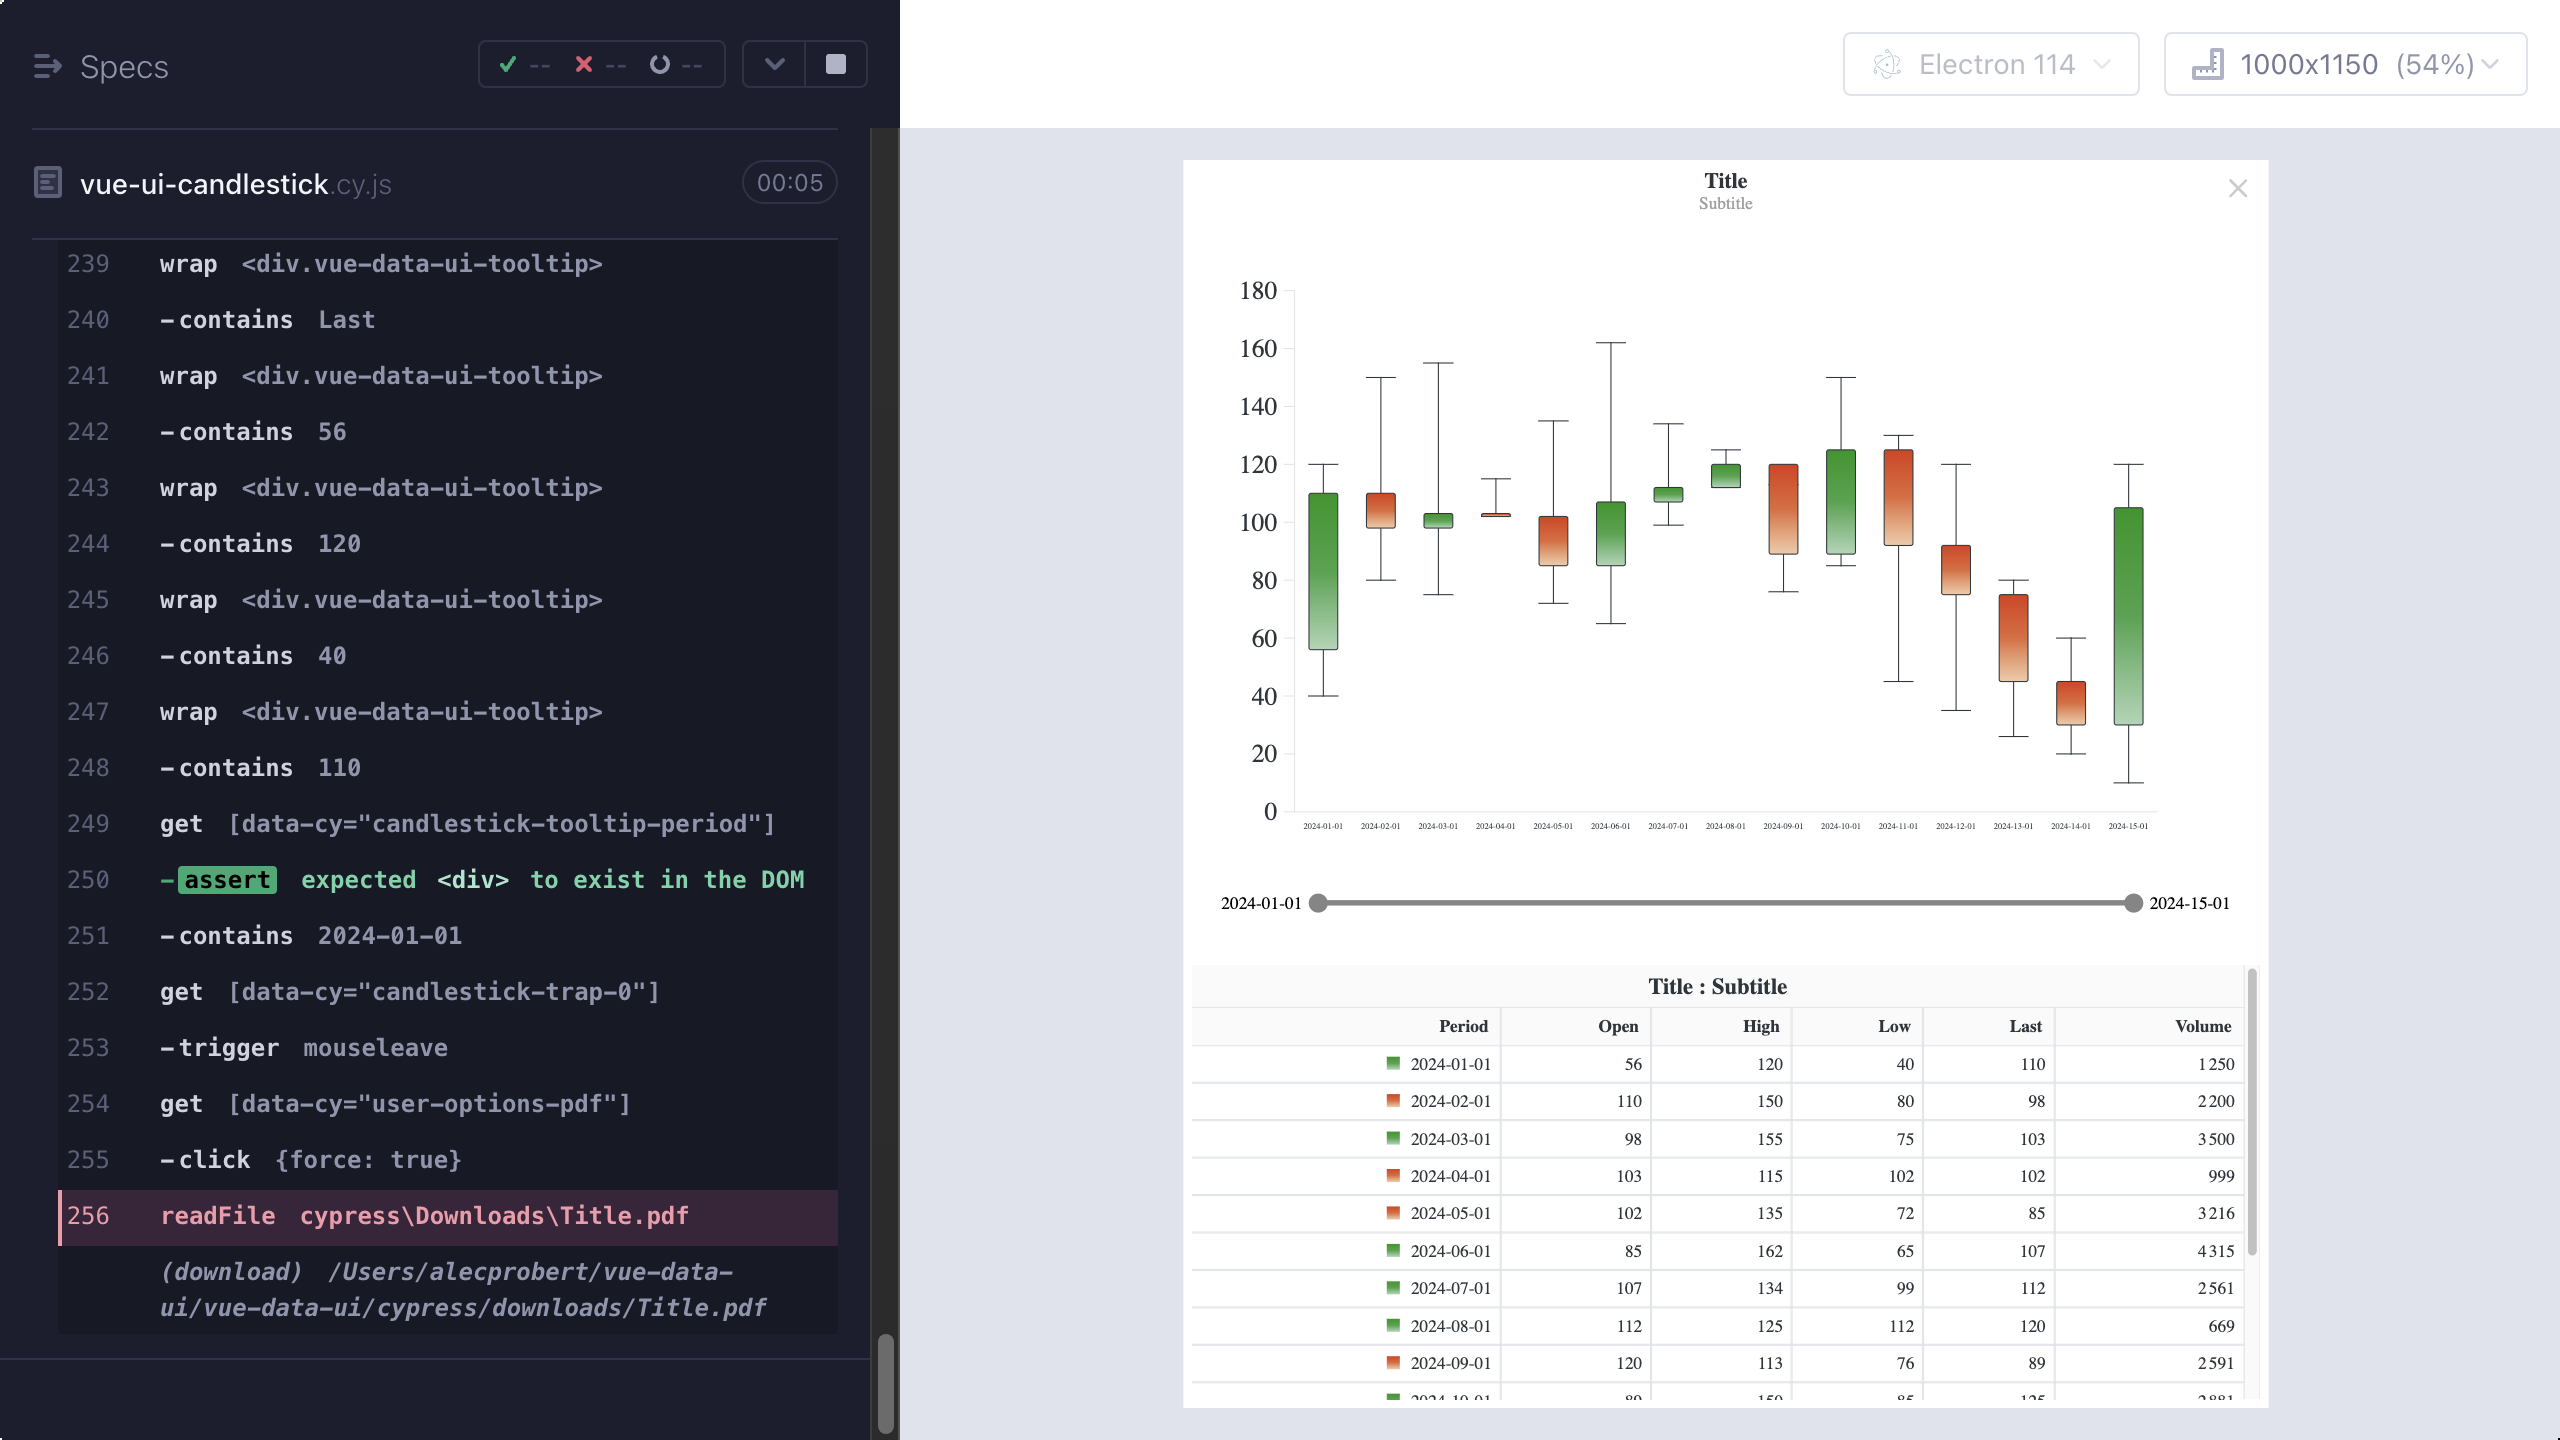 Specs
-- -- --
vue-ui-candlestick.cy.js
00:05
239 wrap <div.vue-data-ui-tooltip>
240 -contains Last
241 wrap <div.vue-data-ui-tooltip>
242 -contains 56
243 wrap <div.vue-data-ui-tooltip>
244 -contains 120
245 wrap <div.vue-data-ui-tooltip>
246 -contains 40
247 wrap <div.vue-data-ui-tooltip>
248 -contains 110
249 get [data-cy="candlestick-tooltip-period"]
250 -assert expected <div> to exist in the DOM
251 -contains 2024-01-01
252 get [data-cy="candlestick-trap-0"]
253 -trigger mouseleave
254 get [data-cy="user-options-pdf"]
255 -click {force: true}
256 readFile cypress\Downloads\Title.pdf
(download) /Users/alecprobert/vue-data-
ui/vue-data-ui/cypress/downloads/Title.pdf
Electron 114
1000x1150 (54%)
Title
Subtitle
180
160
140
120
100
80
60
40
20
0
2024-01-01 2024-02-01 2024-03-01 2024-04-01 2024-05-01 2024-06-01 2024-07-01 2024-08-01 2024-09-01 2024-10-01 2024-11-01 2024-12-01 2024-13-01 2024-14-01 2024-15-01
2024-01-01 2024-15-01
Title : Subtitle
Period Open High Low Last Volume
2024-01-01 56 120 40 110 1 250
2024-02-01 110 150 80 98 2 200
2024-03-01 98 155 75 103 3 500
2024-04-01 103 115 102 102 999
2024-05-01 102 135 72 85 3 216
2024-06-01 85 162 65 107 4 315
2024-07-01 107 134 99 112 2 561
2024-08-01 112 125 112 120 669
2024-09-01 120 113 76 89 2 591
2024-10-01 89 150 85 125 2 881